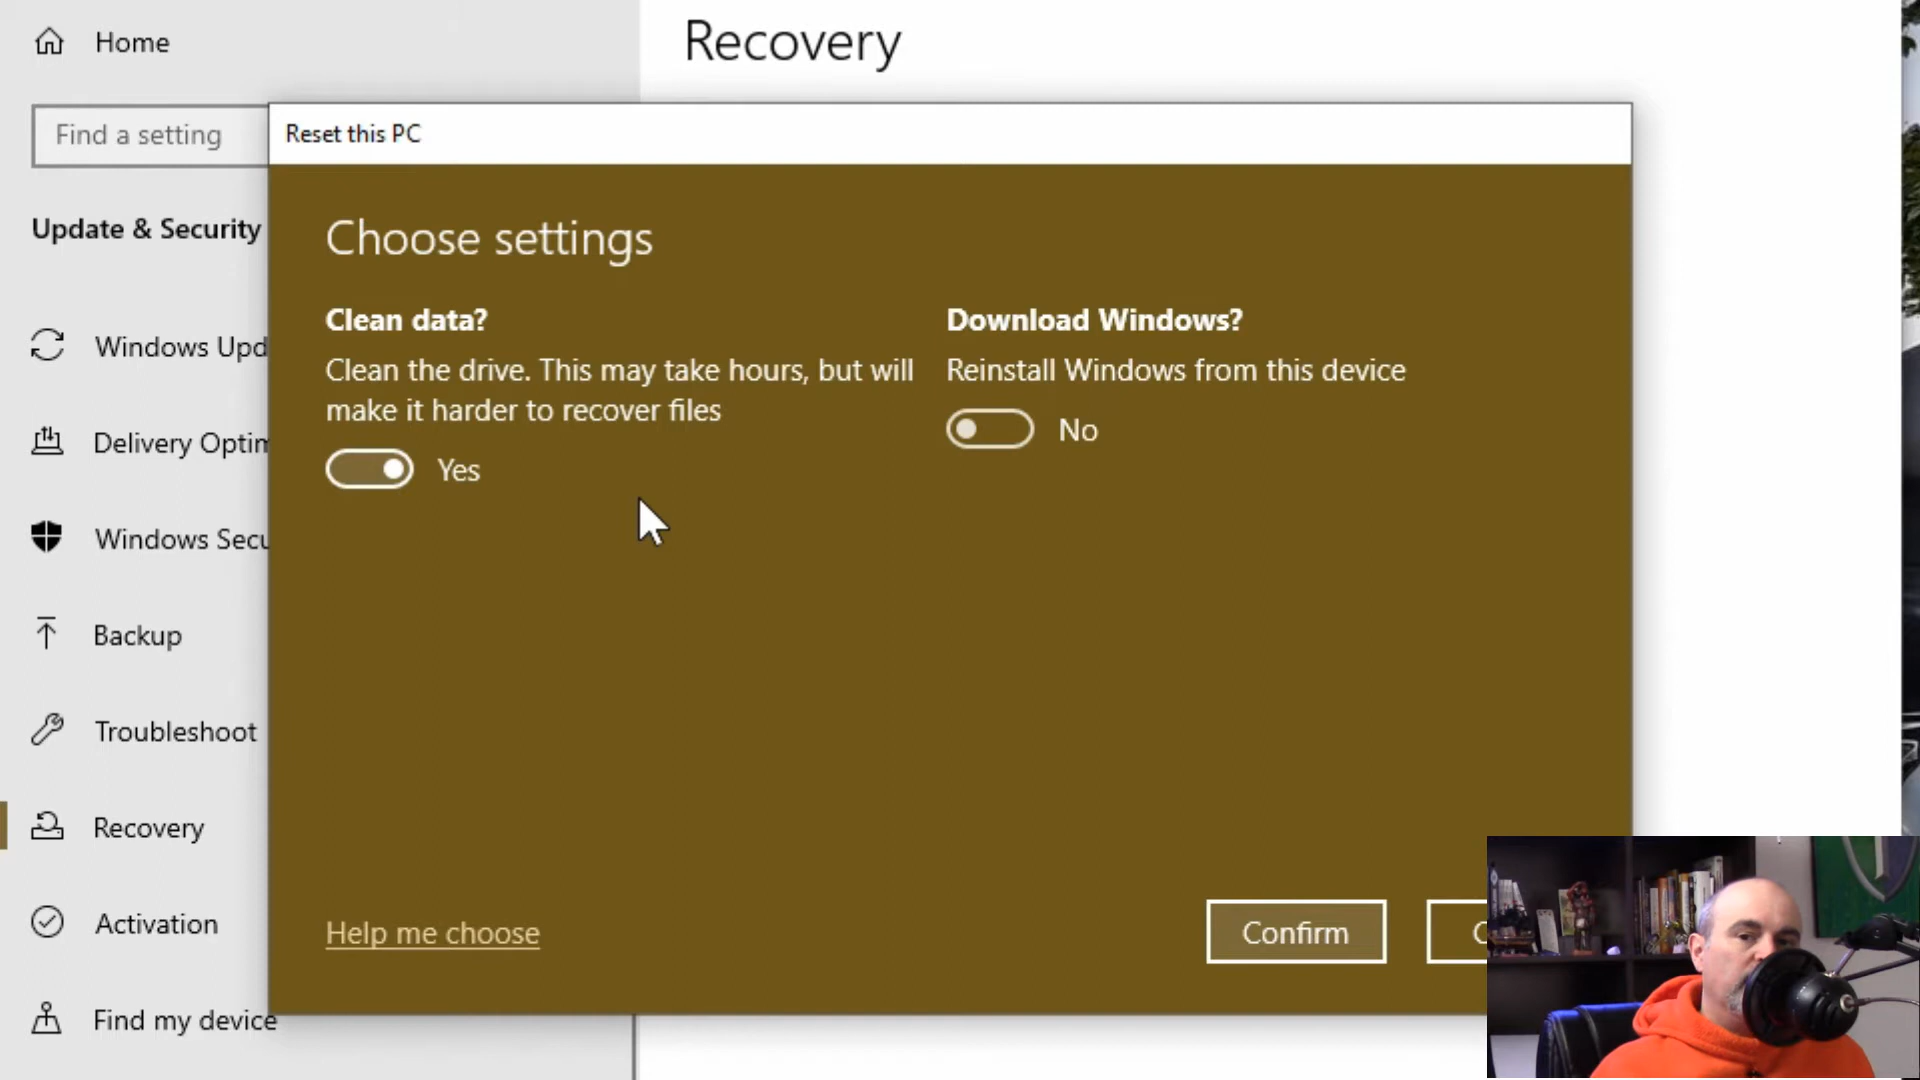 Home
Recovery
Find a setting
Reset this PC
Update & Security
Choose settings
Clean data?
Clean the drive. This may take hours, but will
make it harder to recover files
Yes
Download Windows?
Reinstall Windows from this device
No
Windows Upd
Delivery Optim
Windows Secu
Backup
Troubleshoot
Recovery
Activation
Find my device
Help me choose
Confirm
C